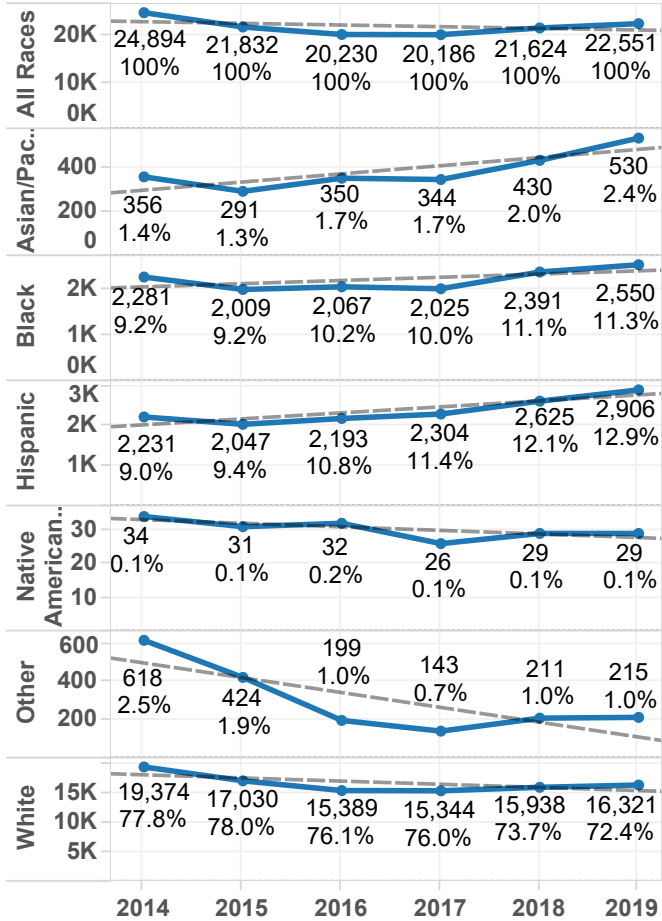 All Races
20K
10K
0K
24,894 21,832 20,230 20,186 21,624 22,551
100% 100% 100% 100% 100% 100%
Asian/Pac..
400
200
0
356 291 350 344 430 530
1.4% 1.3% 1.7% 1.7% 2.0% 2.4%
Black
2K
1K
0K
2,281 2,009 2,067 2,025 2,391 2,550
9.2% 9.2% 10.2% 10.0% 11.1% 11.3%
Hispanic
3K
2K
1K
2,231 2,047 2,193 2,304 2,625 2,906
9.0% 9.4% 10.8% 11.4% 12.1% 12.9%
Native
American..
30
20
10
34 31 32 26 29 29
0.1% 0.1% 0.2% 0.1% 0.1% 0.1%
Other
600
400
200
618 424 199 143 211 215
2.5% 1.9% 1.0% 0.7% 1.0% 1.0%
White
15K
10K
5K
19,374 17,030 15,389 15,344 15,938 16,321
77.8% 78.0% 76.1% 76.0% 73.7% 72.4%
2014 2015 2016 2017 2018 2019